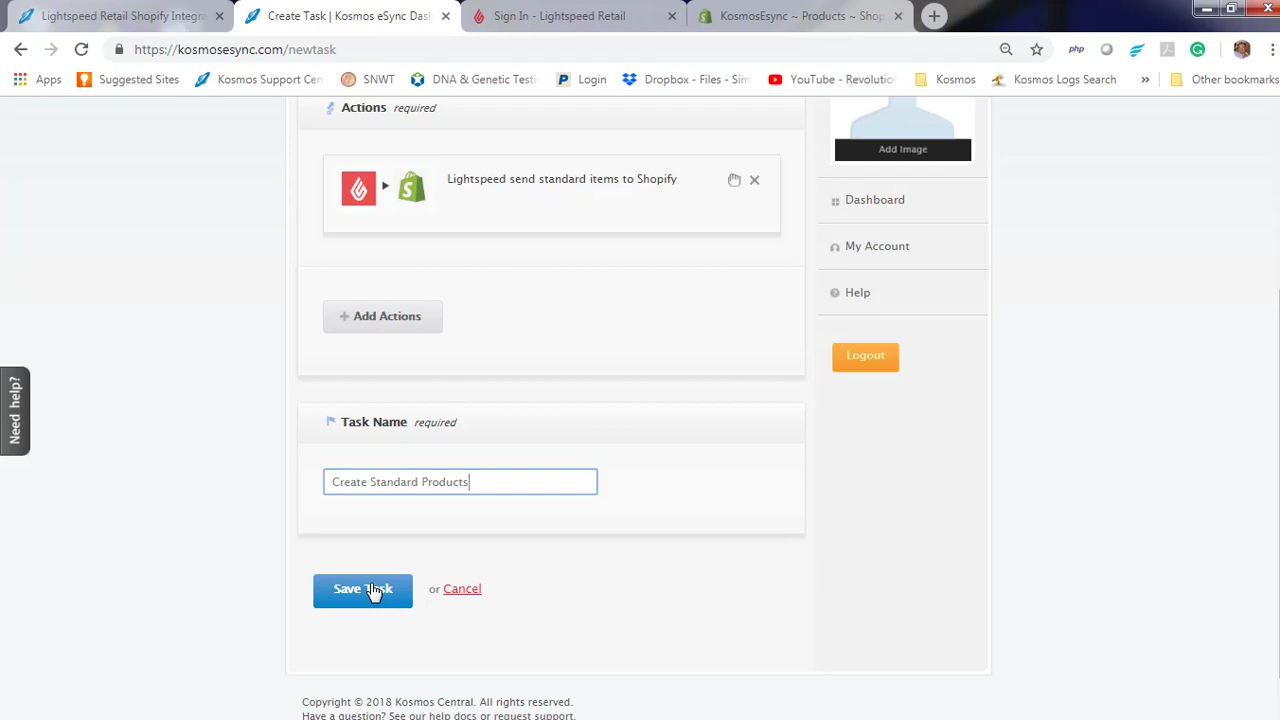 Lightspeed Retail Shopify Integra
Create Task | Kosmos eSync Das
Sign In - Lightspeed Retail
KosmosEsync ~ Products ~ Shop
https://kosmosesync.com/newtask
php
Apps
Suggested Sites
Kosmos Support Cen
SNWT
DNA & Genetic Testi
Login
Dropbox - Files - Sim
YouTube - Revolutio
Kosmos
Kosmos Logs Search
»
Other bookmarks
Actions required
Lightspeed send standard items to Shopify
+ Add Actions
Task Name required
Create Standard Products
Save Task
or Cancel
Add Image
Dashboard
My Account
Help
Logout
Need help?
Copyright © 2018 Kosmos Central. All rights reserved.
Have a question? See our help docs or request support.